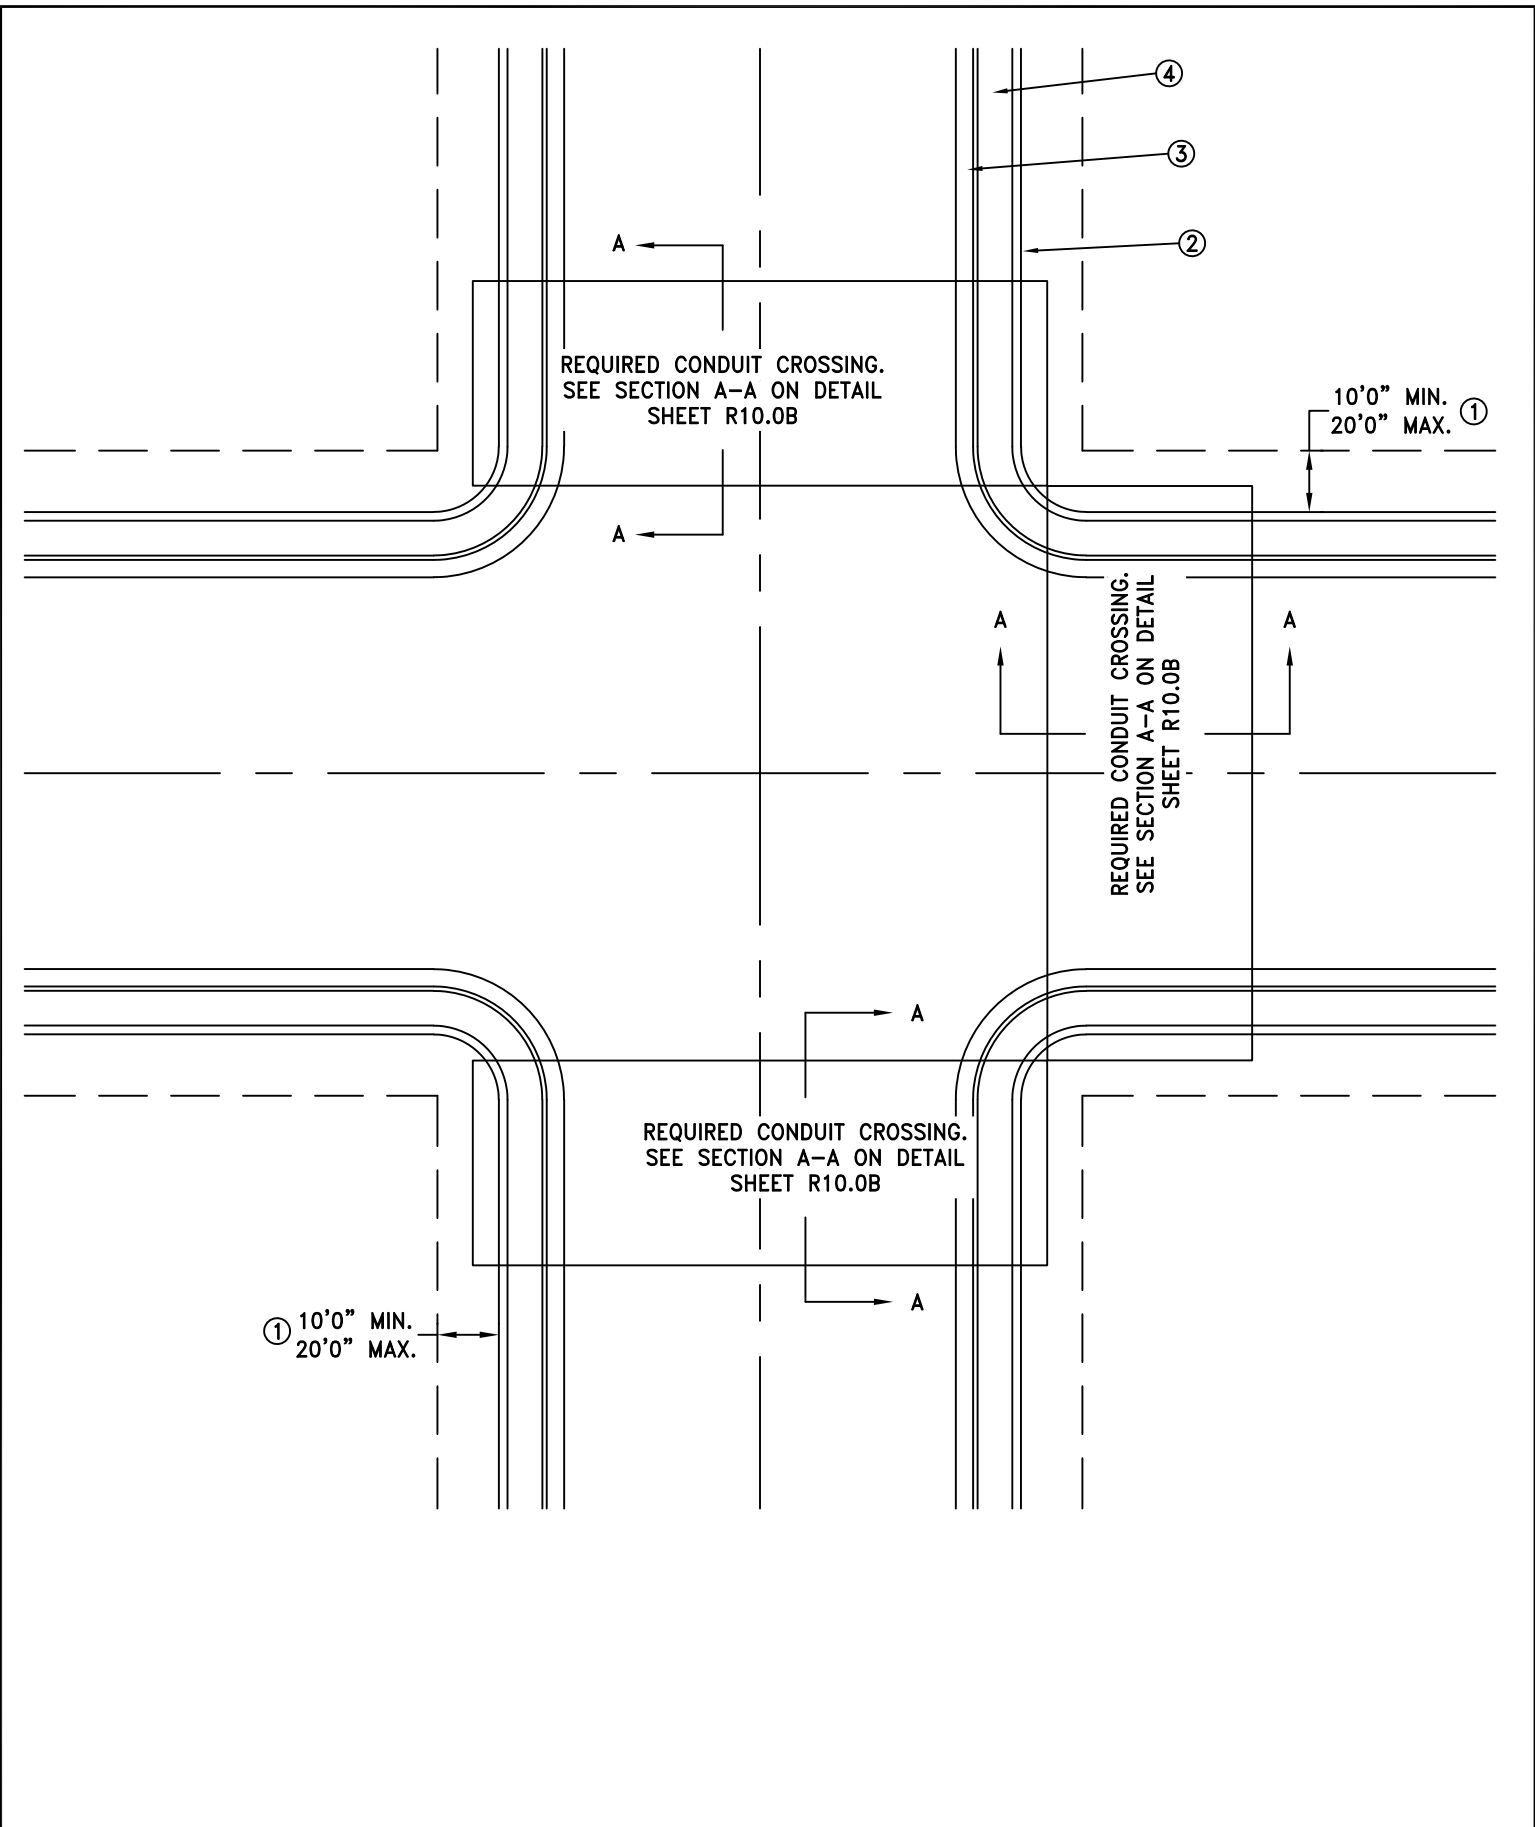 4
3
2
A
REQUIRED CONDUIT CROSSING.
SEE SECTION A-A ON DETAIL
SHEET R10.0B
10'0" MIN.
20'0" MAX. 1
A
A
A
REQUIRED CONDUIT CROSSING.
SEE SECTION A-A ON DETAIL
SHEET R10.0B
A
REQUIRED CONDUIT CROSSING.
SEE SECTION A-A ON DETAIL
SHEET R10.0B
A
1 10'0" MIN.
20'0" MAX.